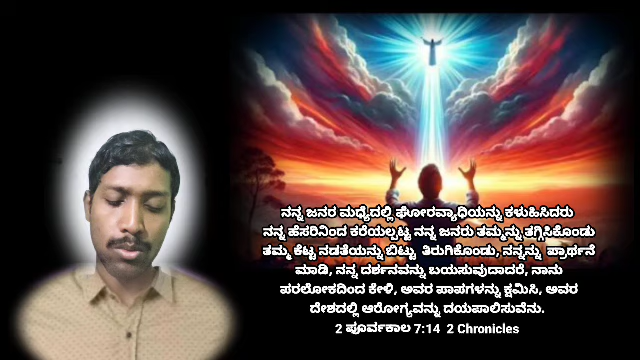 ನನ್ನ ಜನರ ಮಧ್ಯೆದಲ್ಲಿ ಘೋರವ್ಯಾಧಿಯನ್ನು ಕಳುಹಿಸಿದರು
ನನ್ನ ಹೆಸರಿನಿಂದ ಕರೆಯಲ್ಪಟ್ಟ ನನ್ನ ಜನರು ತಮ್ಮನ್ನು ತಗ್ಗಿಸಿಕೊಂಡು
ತಮ್ಮ ಕೆಟ್ಟ ನಡತೆಯನ್ನು ಬಿಟ್ಟು ತಿರುಗಿಕೊಂಡು, ನನ್ನನ್ನು ಪ್ರಾರ್ಥನೆ
ಮಾಡಿ, ನನ್ನ ದರ್ಶನವನ್ನು ಬಯಸುವುದಾದರೆ, ನಾನು
ಪರಲೋಕದಿಂದ ಕೇಳಿ, ಅವರ ಪಾಪಗಳನ್ನು ಕ್ಷಮಿಸಿ, ಅವರ
ದೇಶದಲ್ಲಿ ಆರೋಗ್ಯವನ್ನು ದಯಪಾಲಿಸುವೆನು.
2 ಪೂರ್ವಕಾಲ 7:14 2 Chronicles